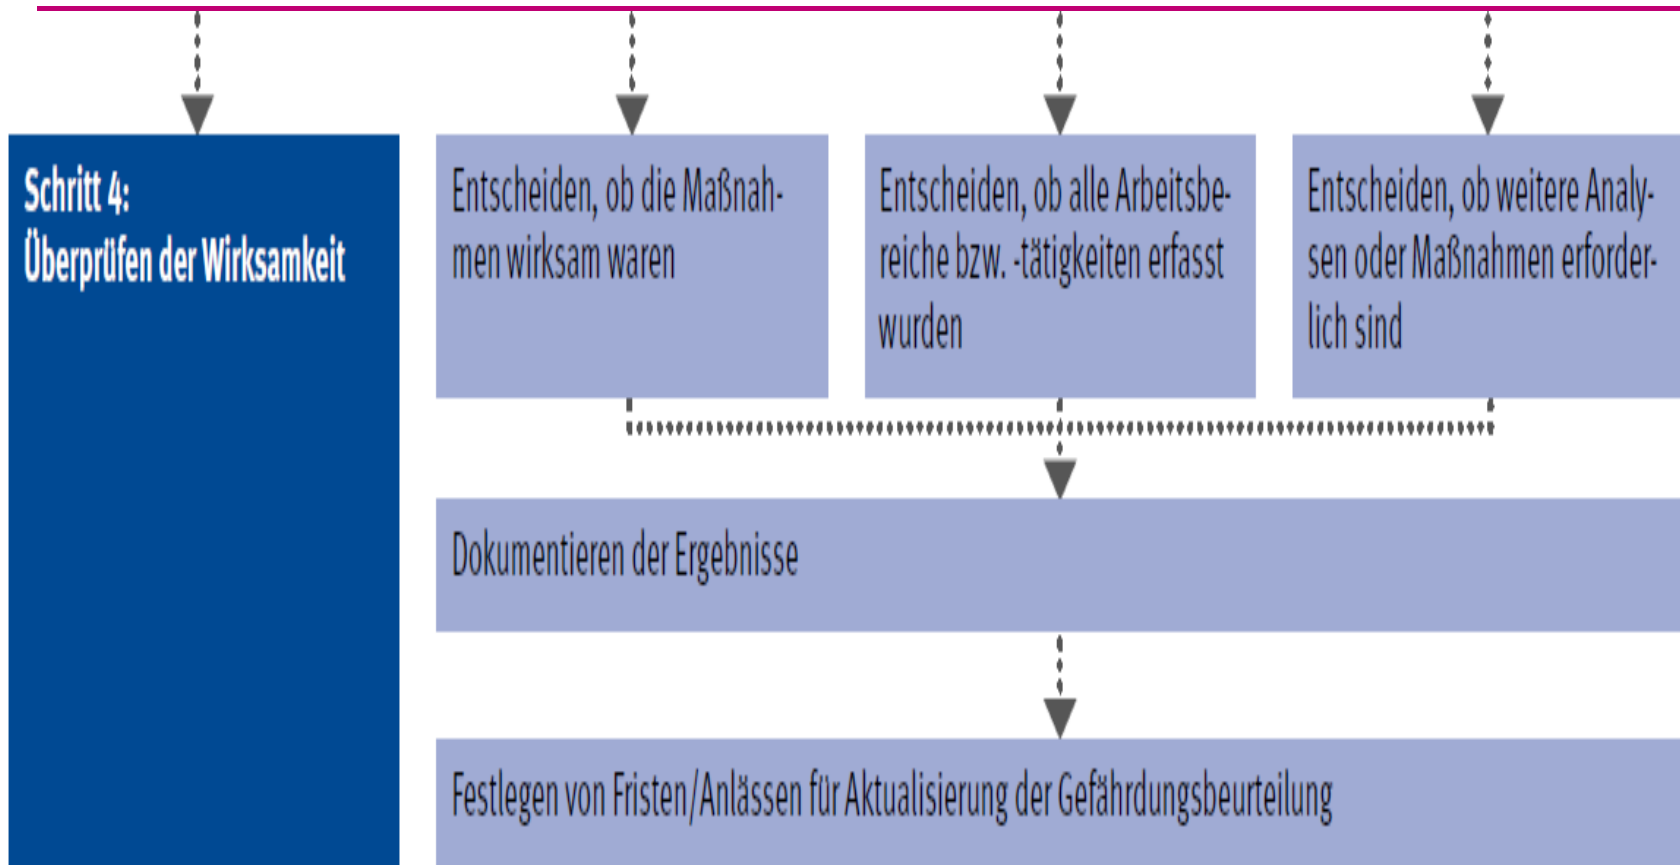 Schritt 4:
Überprüfen der Wirksamkeit
Entscheiden, ob die Maßnah-
men wirksam waren
Entscheiden, ob alle Arbeitsbe-
reiche bzw. -tätigkeiten erfasst
wurden
Entscheiden, ob weitere Analy-
sen oder Maßnahmen erforder-
lich sind
Dokumentieren der Ergebnisse
Festlegen von Fristen/Anlässen für Aktualisierung der Gefährdungsbeurteilung